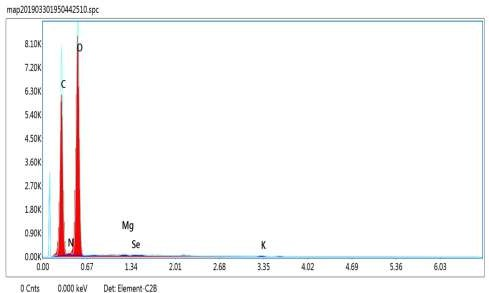 map201903301950442510.spc
8.10K
7.20K
6.30K
5.40K
4.50K
3.60K
2.70K
1.80K
0.90K
0.00K
O
C
N
Mg
Se
K
0.00 0.67 1.34 2.01 2.68 3.35 4.02 4.69 5.36 6.03
0 Cnts 0.000 keV Det: Element-C2B